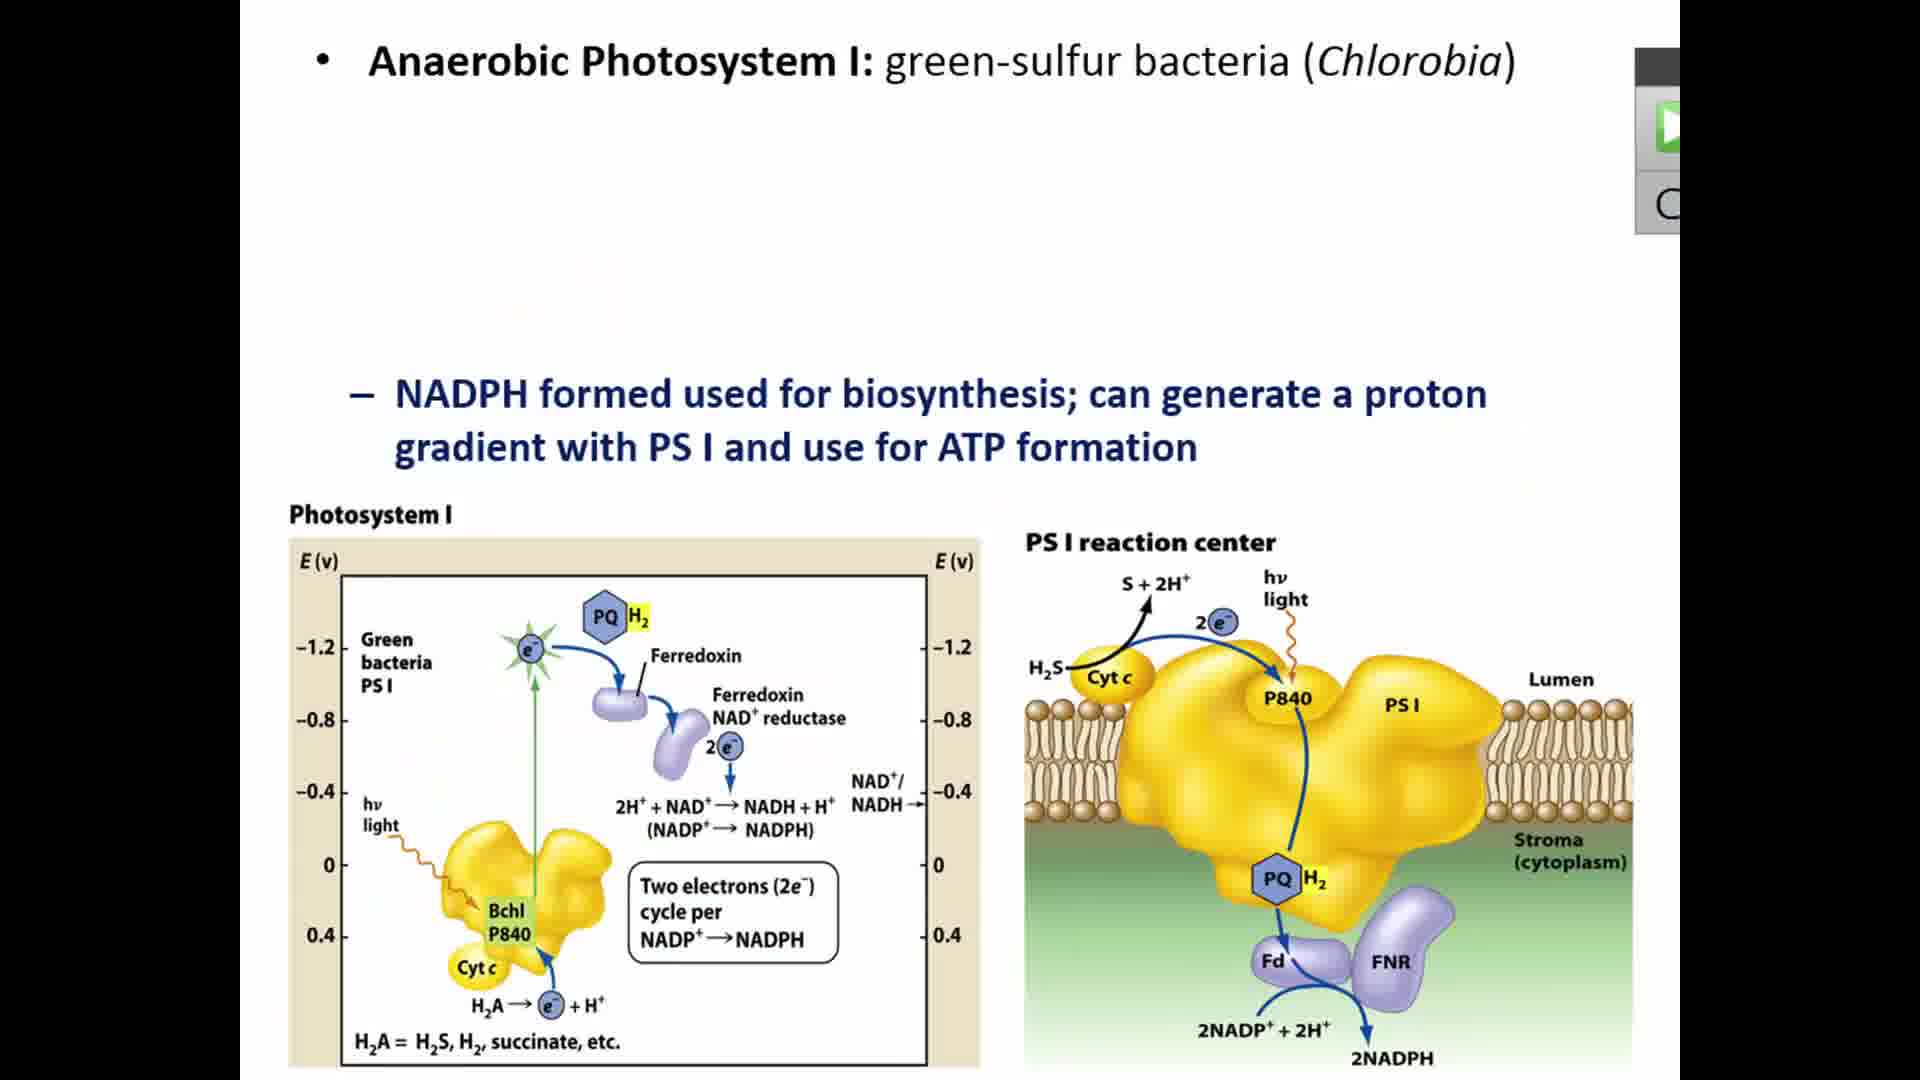 • Anaerobic Photosystem I: green-sulfur bacteria (Chlorobia)
– NADPH formed used for biosynthesis; can generate a proton
gradient with PS I and use for ATP formation
Photosystem I
E (v)
E (v)
–1.2
–0.8
–0.4
0
0.4
Green
bacteria
PS I
e⁻
PQ H₂
Ferredoxin
Ferredoxin
NAD⁺ reductase
2 e⁻
2H⁺ + NAD⁺ → NADH + H⁺
(NADP⁺ → NADPH)
NAD⁺/
NADH →
hν
light
Bchl
P840
Cyt c
Two electrons (2e⁻)
cycle per
NADP⁺ → NADPH
H₂A → e⁻ + H⁺
H₂A = H₂S, H₂, succinate, etc.
–1.2
–0.8
–0.4
0
0.4
PS I reaction center
S + 2H⁺
hν
light
2 e⁻
H₂S
Cyt c
P840
PS I
Lumen
Stroma
(cytoplasm)
PQ H₂
Fd
FNR
2NADP⁺ + 2H⁺
2NADPH